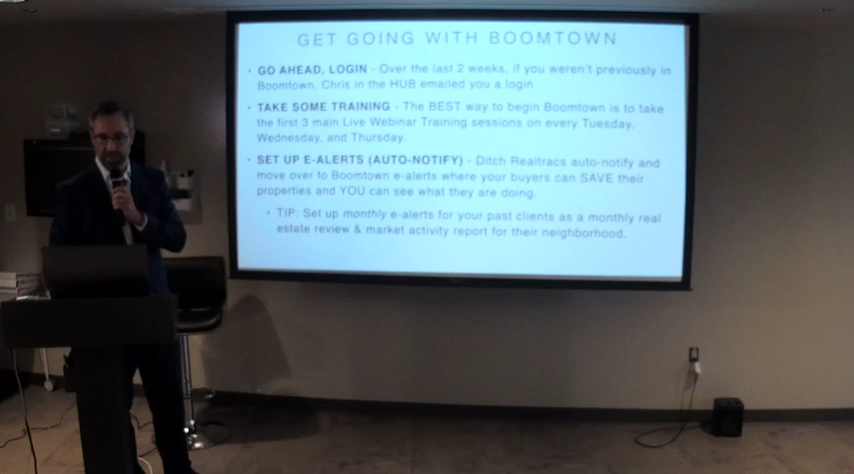 GET GOING WITH BOOMTOWN
• GO AHEAD, LOGIN - Over the last 2 weeks, if you weren't previously in
Boomtown, Chris in the HUB emailed you a login
• TAKE SOME TRAINING - The BEST way to begin Boomtown is to take
the first 3 main Live Webinar Training sessions on every Tuesday,
Wednesday, and Thursday.
• SET UP E-ALERTS (AUTO-NOTIFY) - Ditch Realtracs auto-notify and
move over to Boomtown e-alerts where your buyers can SAVE their
properties and YOU can see what they are doing.
• TIP: Set up monthly e-alerts for your past clients as a monthly real
estate review & market activity report for their neighborhood.